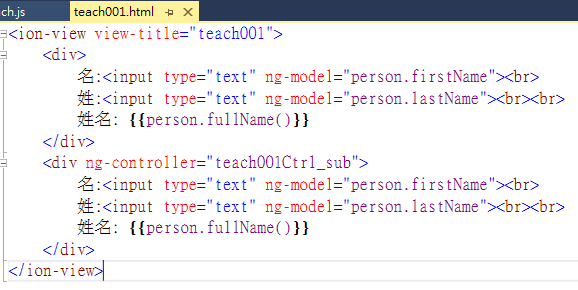 ch.js teach001.html
<ion-view view-title="teach001">
<div>
名:<input type="text" ng-model="person.firstName"><br>
姓:<input type="text" ng-model="person.lastName"><br><br>
姓名: {{person.fullName()}}
</div>
<div ng-controller="teach001Ctrl_sub">
名:<input type="text" ng-model="person.firstName"><br>
姓:<input type="text" ng-model="person.lastName"><br><br>
姓名: {{person.fullName()}}
</div>
</ion-view>